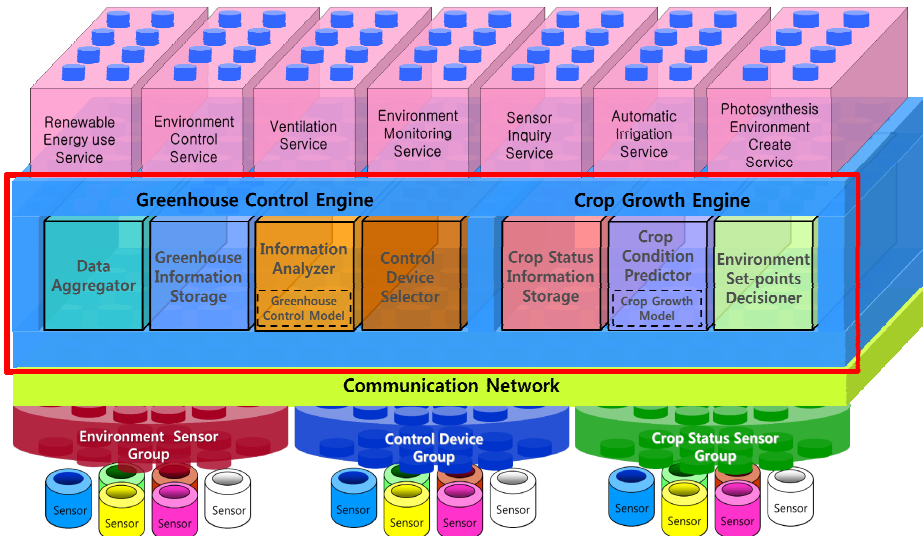 Renewable
Energy use
Service
Environment
Control
Service
Ventilation
Service
Environment
Monitoring
Service
Sensor
Inquiry
Service
Automatic
Irrigation
Service
Photosynthesis
Environment
Create
Service
Greenhouse Control Engine
Crop Growth Engine
Data
Aggregator
Greenhouse
Information
Storage
Information
Analyzer
Greenhouse
Control Model
Control
Device
Selector
Crop Status
Information
Storage
Crop
Condition
Predictor
Crop Growth
Model
Environment
Set-points
Decisioner
Communication Network
Environment Sensor
Group
Control Device
Group
Crop Status Sensor
Group
Sensor
Sensor
Sensor
Sensor
Sensor
Sensor
Sensor
Sensor
Sensor
Sensor
Sensor
Sensor